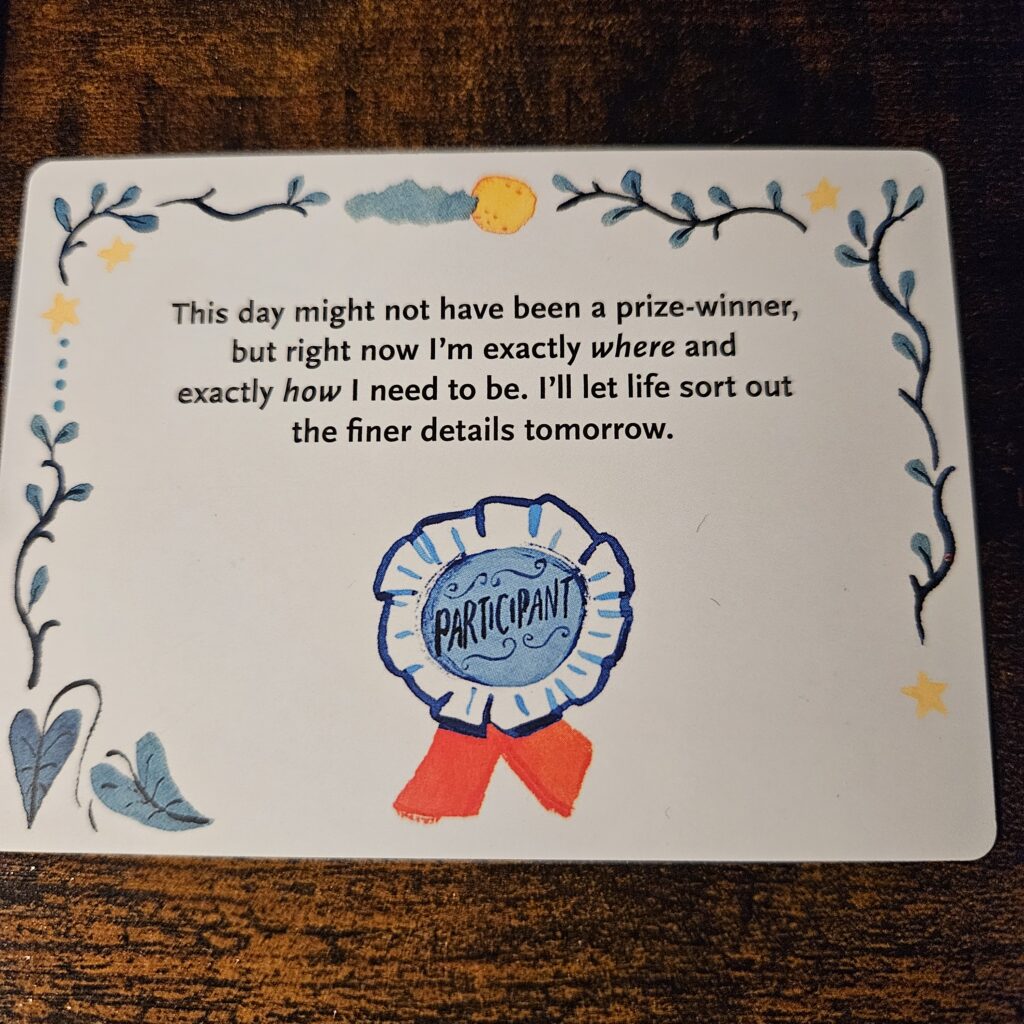 This day might not have been a prize-winner,
but right now I’m exactly where and
exactly how I need to be. I’ll let life sort out
the finer details tomorrow.
PARTICIPANT